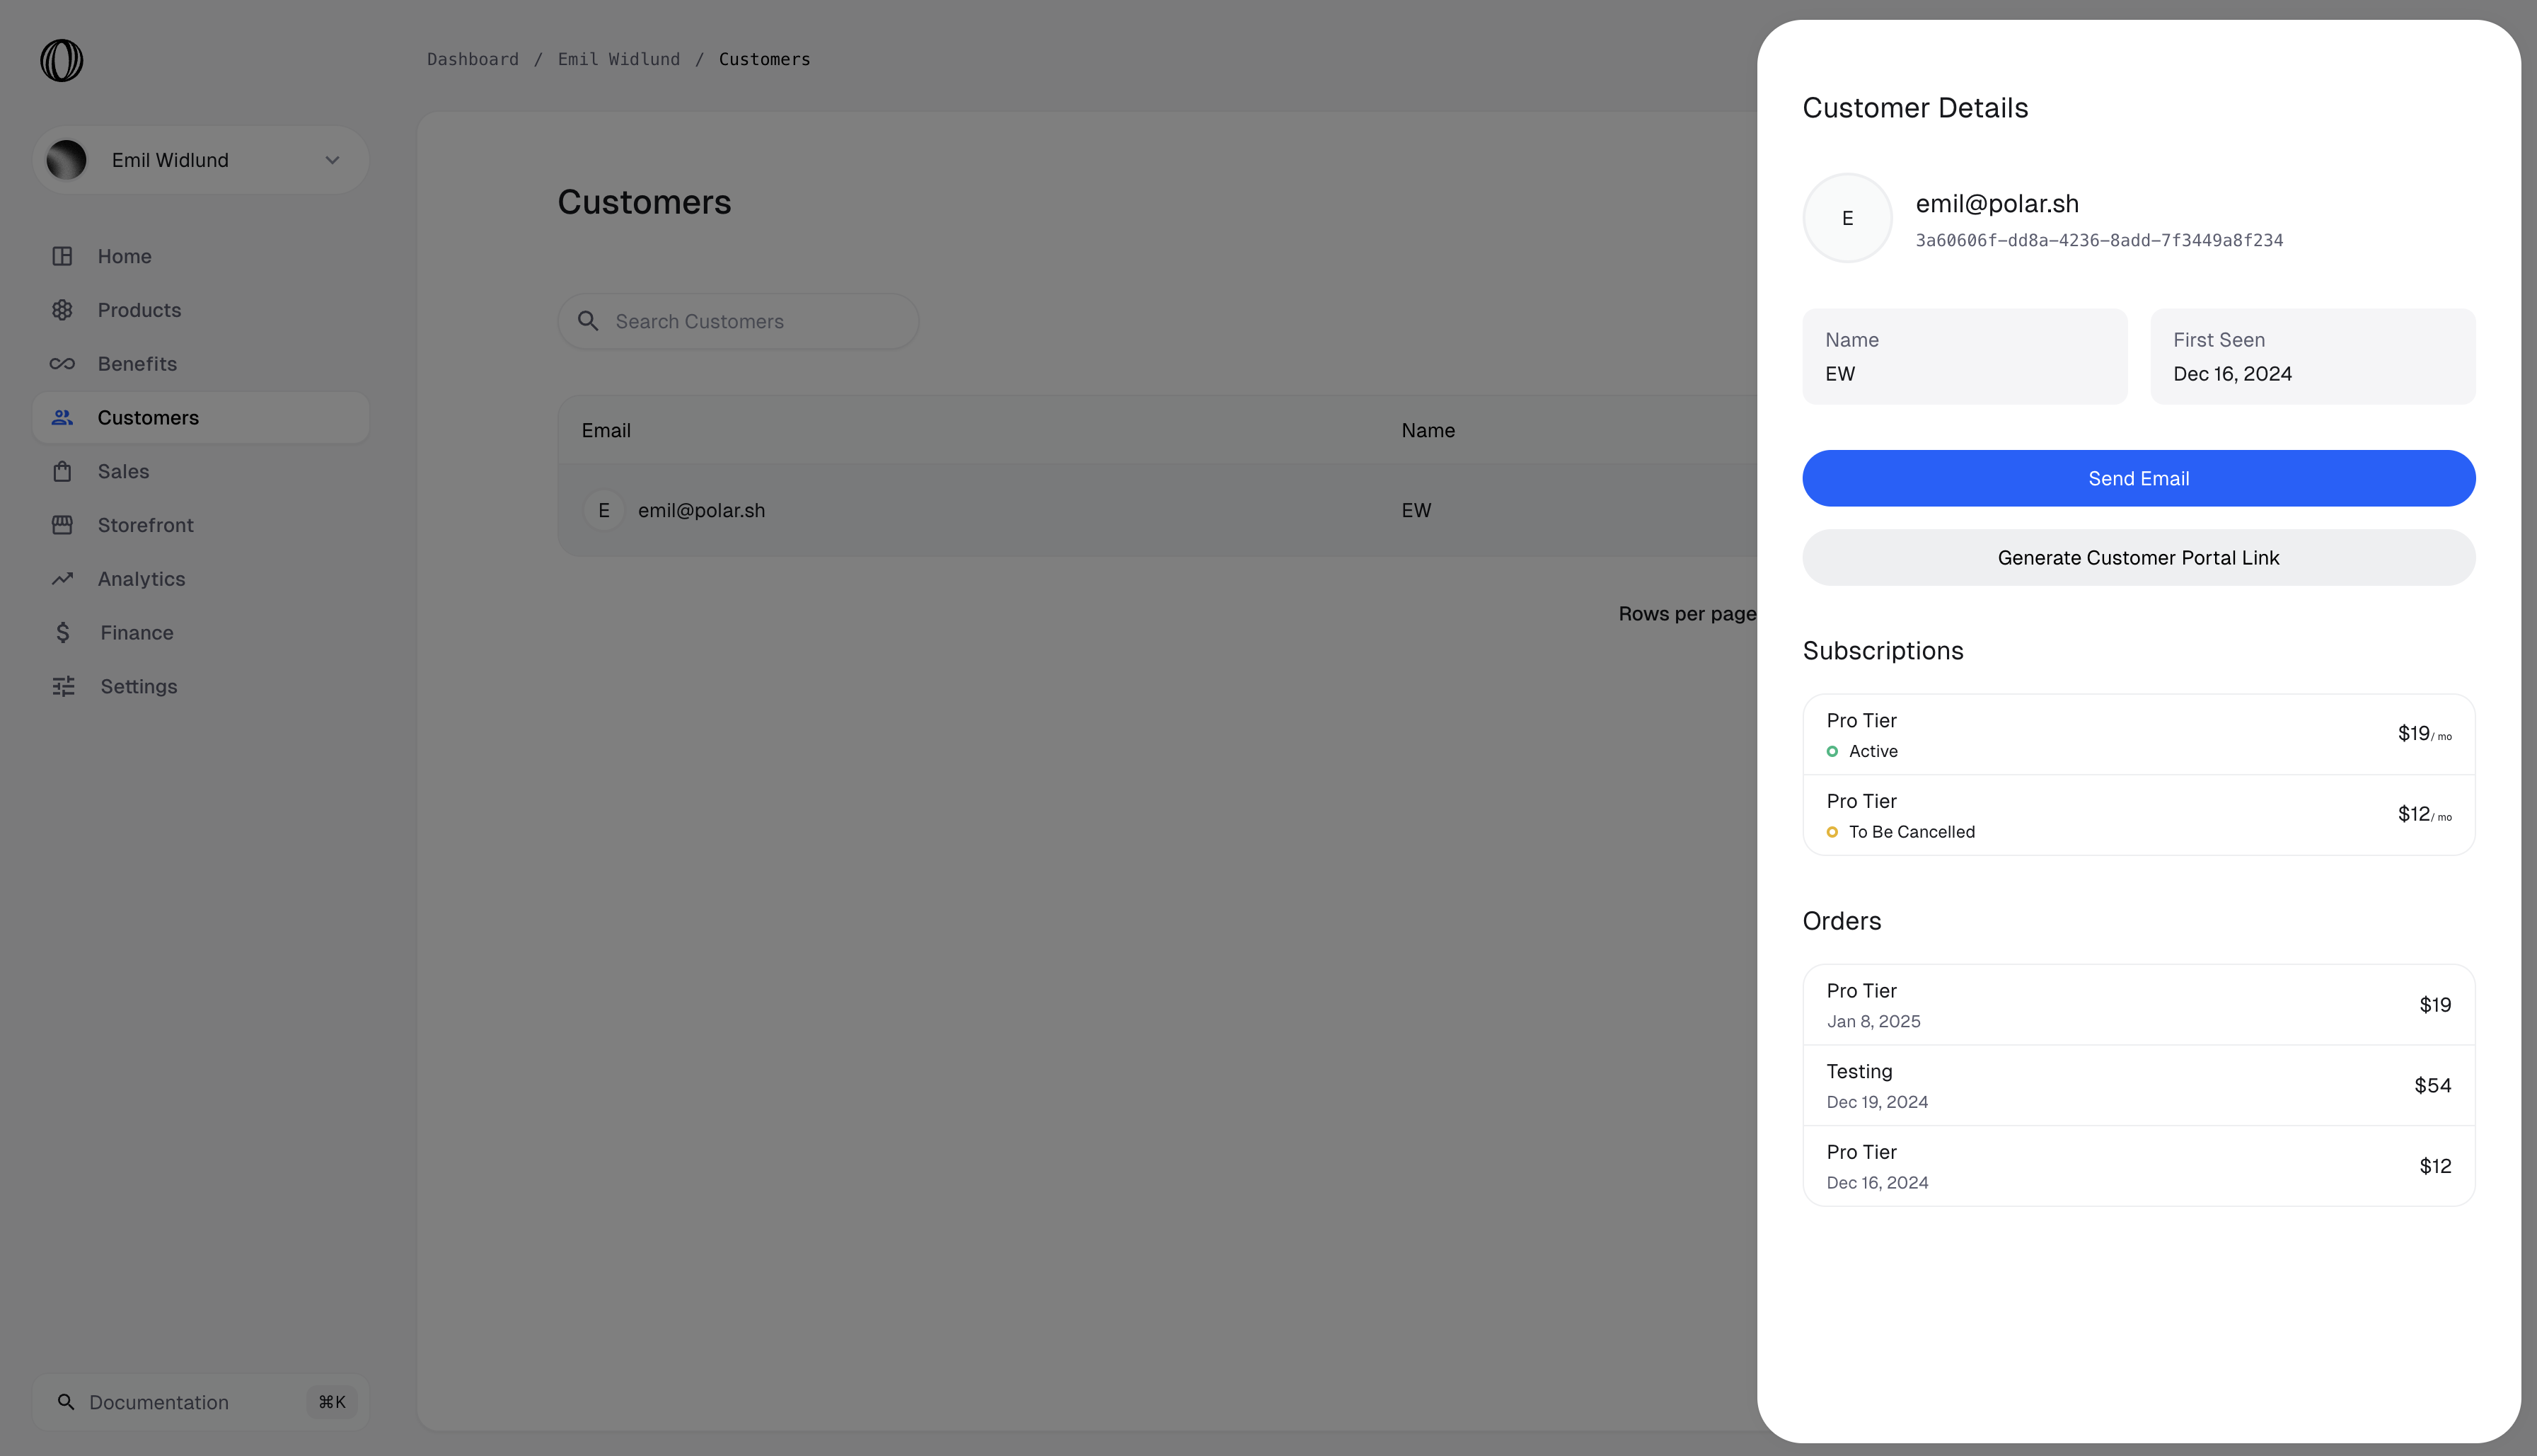 Dashboard / Emil Widlund / Customers
Emil Widlund
Home
Products
Benefits
Customers
Sales
Storefront
Analytics
Finance
Settings
Documentation ⌘K
Customers
Search Customers
Email Name
E emil@polar.sh EW
Rows per page
Customer Details
E
emil@polar.sh
3a60606f-dd8a-4236-8add-7f3449a8f234
Name
EW
First Seen
Dec 16, 2024
Send Email
Generate Customer Portal Link
Subscriptions
Pro Tier
Active
$19/ mo
Pro Tier
To Be Cancelled
$12/ mo
Orders
Pro Tier
Jan 8, 2025
$19
Testing
Dec 19, 2024
$54
Pro Tier
Dec 16, 2024
$12